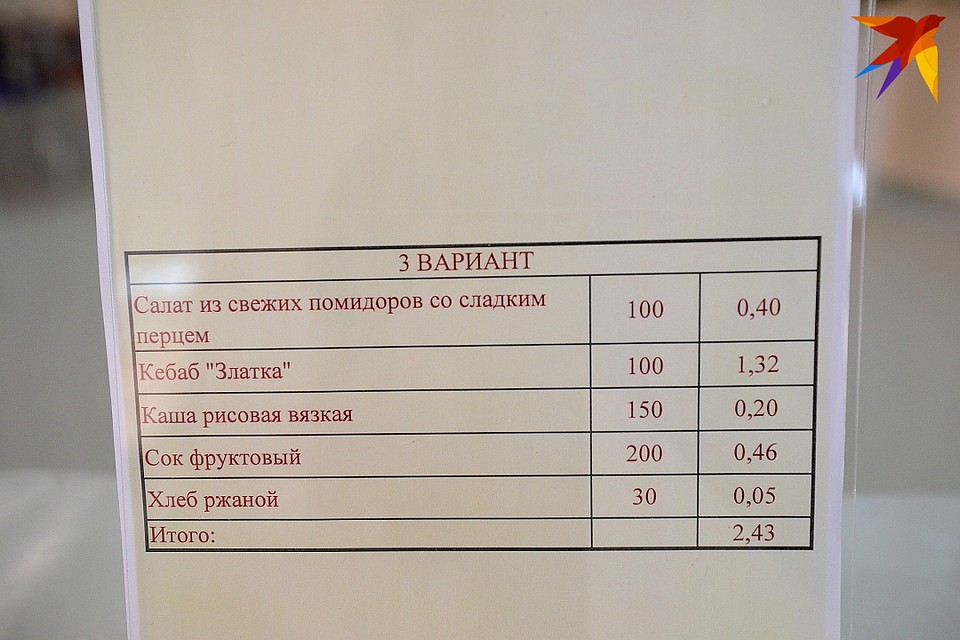 3 ВАРИАНТ
Салат из свежих помидоров со сладким
перцем
100
0,40
Кебаб "Златка"
100
1,32
Каша рисовая вязкая
150
0,20
Сок фруктовый
200
0,46
Хлеб ржаной
30
0,05
Итого:
2,43